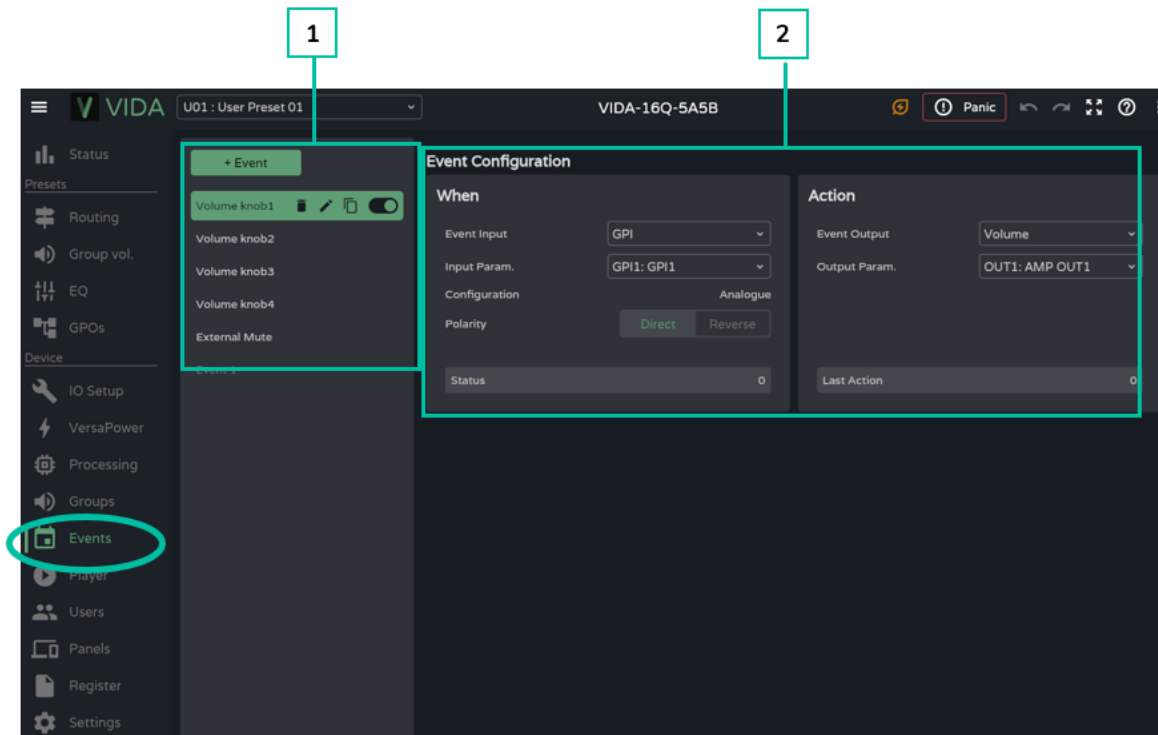 1
2
VIDA
U01 : User Preset 01
VIDA-16Q-5A5B
Panic
Status
Presets
Routing
Group vol.
EQ
GPOs
Device
IO Setup
VersaPower
Processing
Groups
Events
Player
Users
Panels
Register
Settings
+ Event
Volume knob1
Volume knob2
Volume knob3
Volume knob4
External Mute
Event 1
Event Configuration
When
Event Input GPI
Input Param. GPI1: GPI1
Configuration Analogue
Polarity Direct Reverse
Status 0
Action
Event Output Volume
Output Param. OUT1: AMP OUT1
Last Action 0